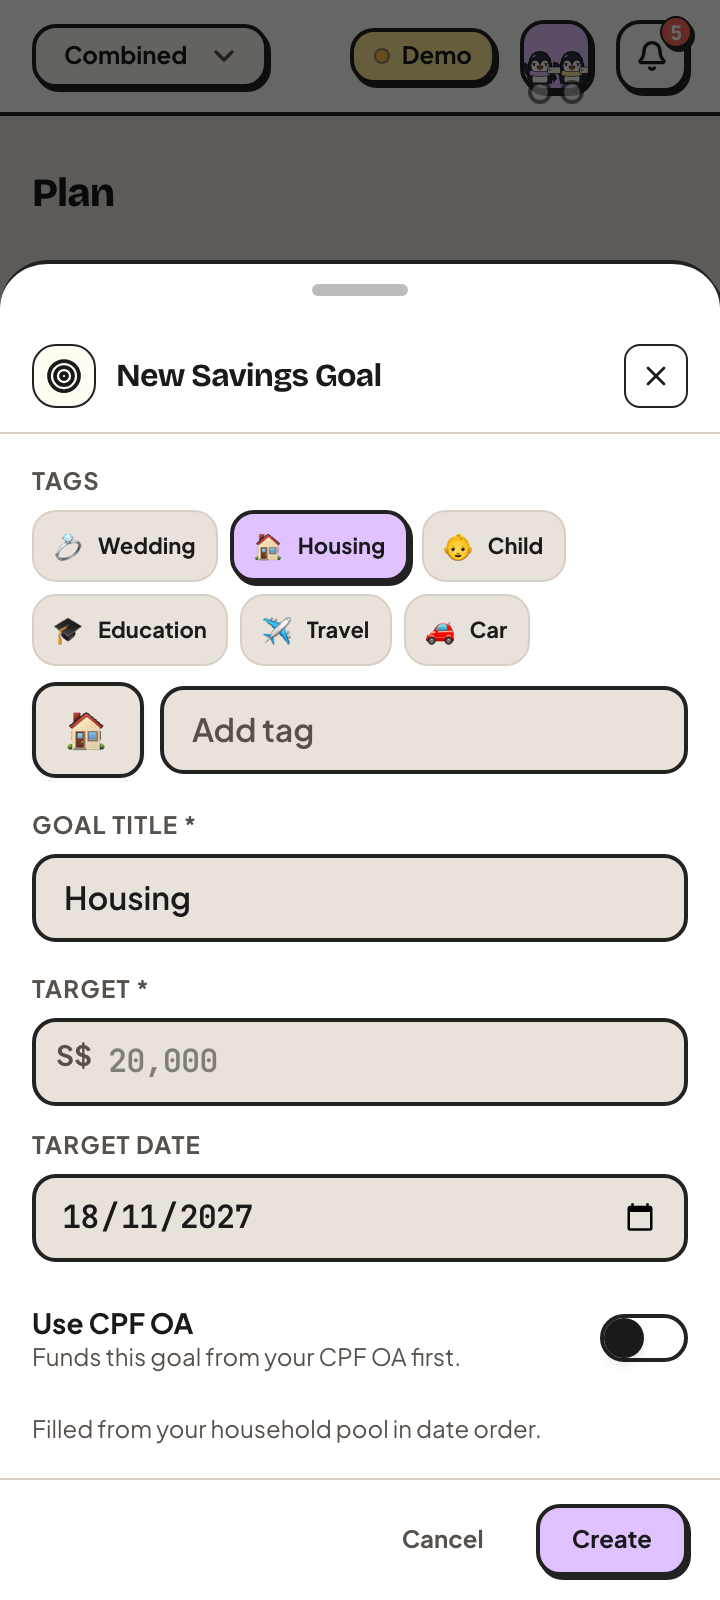 Combined
Demo
5
Plan
New Savings Goal
TAGS
Wedding
Housing
Child
Education
Travel
Car
Add tag
GOAL TITLE *
Housing
TARGET *
S$ 20,000
TARGET DATE
18/11/2027
Use CPF OA
Funds this goal from your CPF OA first.
Filled from your household pool in date order.
Cancel
Create